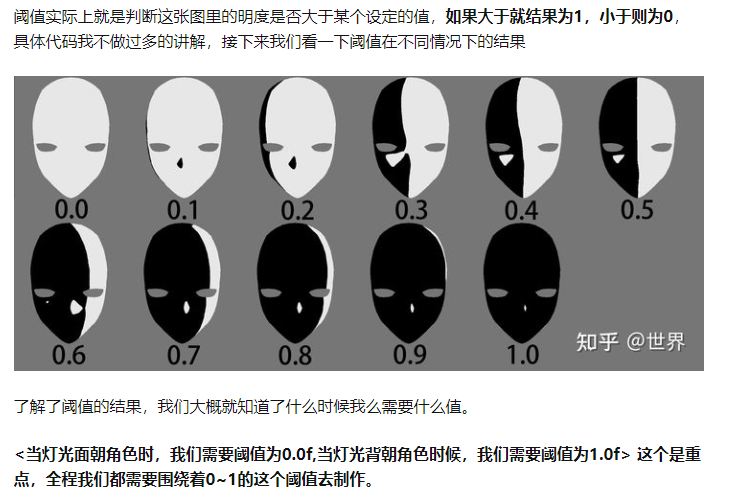 阈值实际上就是判断这张图里的明度是否大于某个设定的值，如果大于就结果为1，小于则为0，
具体代码我不做过多的讲解，接下来我们看一下阈值在不同情况下的结果
0.0 0.1 0.2 0.3 0.4 0.5
0.6 0.7 0.8 0.9 1.0
知乎 @世界
了解了阈值的结果，我们大概就知道了什么时候我么需要什么值。
<当灯光面朝角色时，我们需要阈值为0.0f,当灯光背朝角色时候，我们需要阈值为1.0f> 这个是重
点，全程我们都需要围绕着0~1的这个阈值去制作。